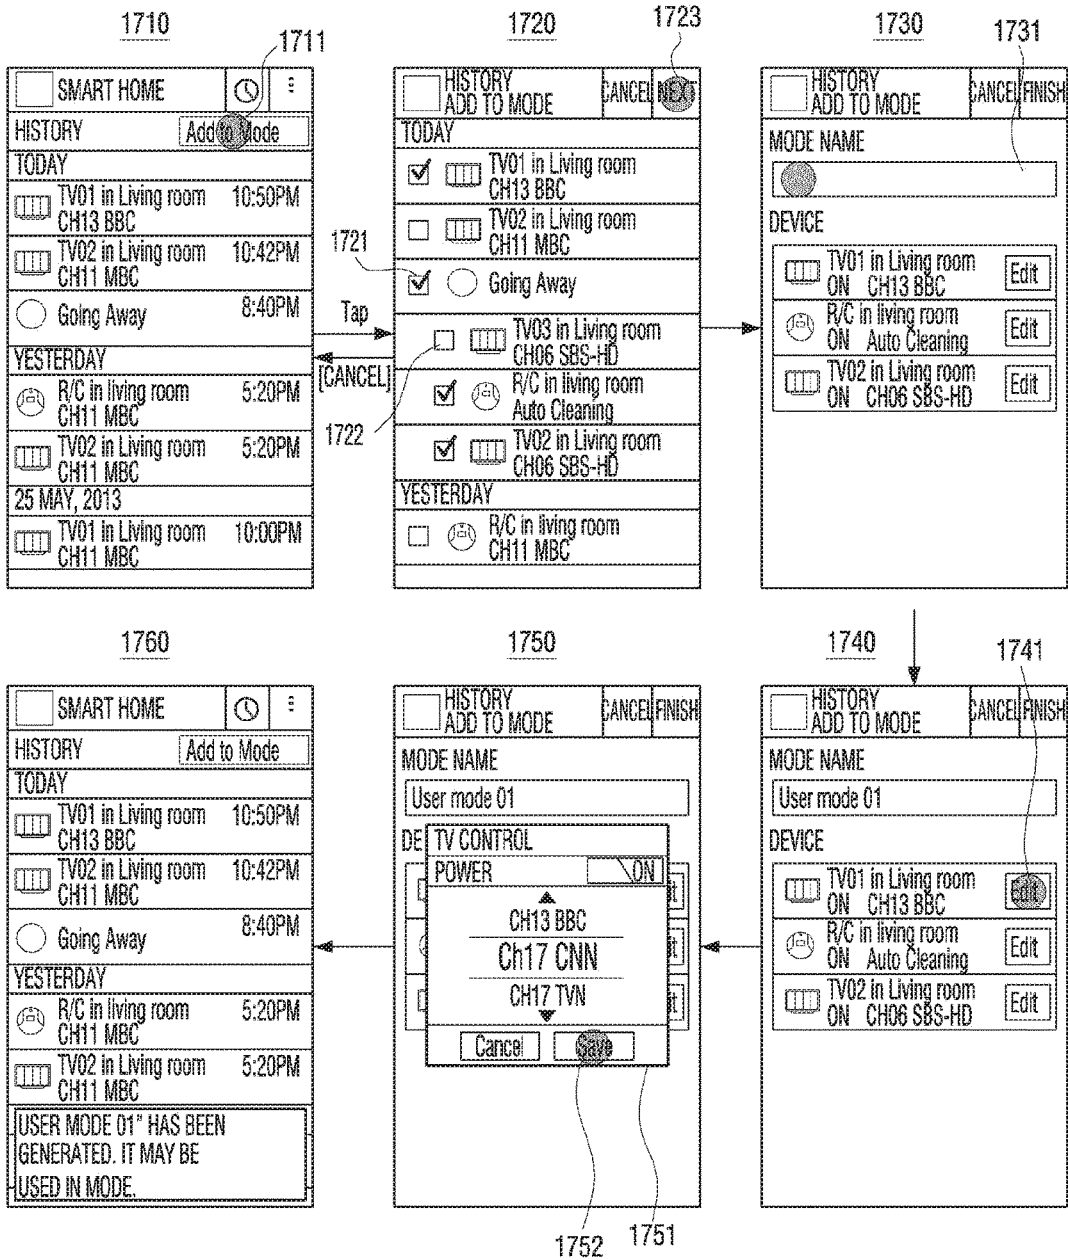 1710
1711
SMART HOME
HISTORY
Add to Mode
TODAY
TV01 in Living room 10:50PM
CH13 BBC
TV02 in Living room 10:42PM
CH11 MBC
Going Away 8:40PM
YESTERDAY
R/C in living room 5:20PM
CH11 MBC
TV02 in Living room 5:20PM
CH11 MBC
25 MAY, 2013
TV01 in Living room 10:00PM
CH11 MBC
Tap
[CANCEL]
1720
1723
HISTORY
ADD TO MODE
CANCEL
NEXT
TODAY
TV01 in Living room
CH13 BBC
TV02 in Living room
CH11 MBC
1721
Going Away
TV03 in Living room
CH06 SBS-HD
1722
R/C in living room
Auto Cleaning
TV02 in Living room
CH06 SBS-HD
YESTERDAY
R/C in living room
CH11 MBC
1730
1731
HISTORY
ADD TO MODE
CANCEL
FINISH
MODE NAME
DEVICE
TV01 in Living room
ON CH13 BBC
Edit
R/C in living room
ON Auto Cleaning
Edit
TV02 in Living room
ON CH06 SBS-HD
Edit
1760
SMART HOME
HISTORY
Add to Mode
TODAY
TV01 in Living room 10:50PM
CH13 BBC
TV02 in Living room 10:42PM
CH11 MBC
Going Away 8:40PM
YESTERDAY
R/C in living room 5:20PM
CH11 MBC
TV02 in Living room 5:20PM
CH11 MBC
USER MODE 01" HAS BEEN
GENERATED. IT MAY BE
USED IN MODE.
1750
HISTORY
ADD TO MODE
CANCEL
FINISH
MODE NAME
User mode 01
DE
TV CONTROL
POWER
ON
CH13 BBC
Ch17 CNN
CH17 TVN
Cancel
Save
1752
1751
1740
1741
HISTORY
ADD TO MODE
CANCEL
FINISH
MODE NAME
User mode 01
DEVICE
TV01 in Living room
ON CH13 BBC
Edit
R/C in living room
ON Auto Cleaning
Edit
TV02 in Living room
ON CH06 SBS-HD
Edit